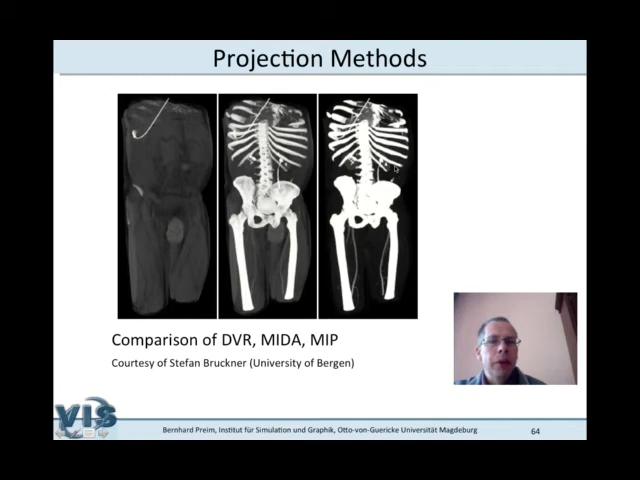 Projection Methods
Comparison of DVR, MIDA, MIP
Courtesy of Stefan Bruckner (University of Bergen)
VIS
Bernhard Preim, Institut für Simulation und Graphik, Otto-von-Guericke Universität Magdeburg
64